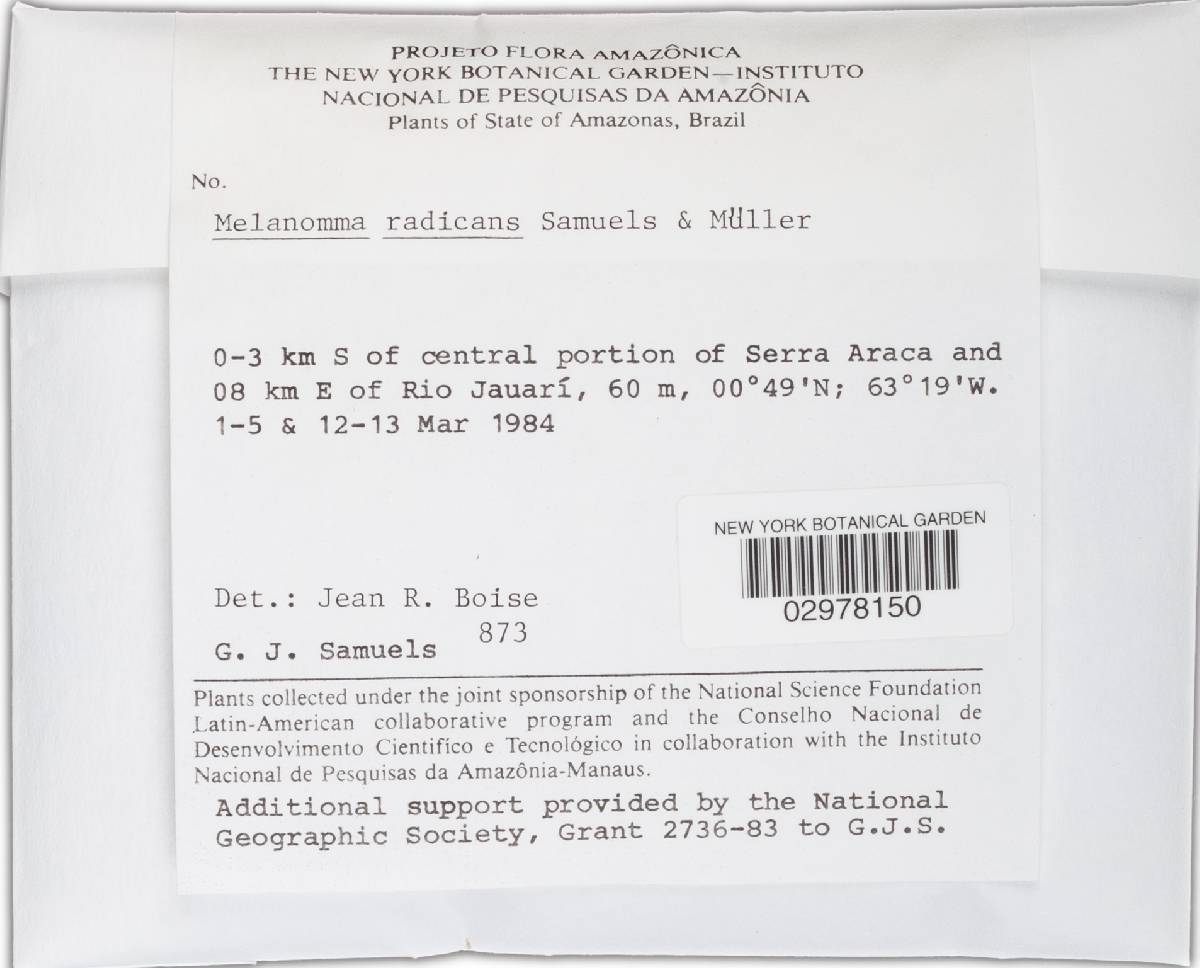 PROJETO FLORA AMAZÔNICA
THE NEW YORK BOTANICAL GARDEN—INSTITUTO
NACIONAL DE PESQUISAS DA AMAZÔNIA
Plants of State of Amazonas, Brazil
No.
Melanomma radicans Samuels & Müller
0-3 km S of central portion of Serra Araca and
08 km E of Rio Jauarí, 60 m, 00°49'N; 63°19'W.
1-5 & 12-13 Mar 1984
NEW YORK BOTANICAL GARDEN
02978150
Det.: Jean R. Boise
G. J. Samuels 873
Plants collected under the joint sponsorship of the National Science Foundation
Latin-American collaborative program and the Conselho Nacional de
Desenvolvimento Cientifíco e Tecnológico in collaboration with the Instituto
Nacional de Pesquisas da Amazônia-Manaus.
Additional support provided by the National
Geographic Society, Grant 2736-83 to G.J.S.